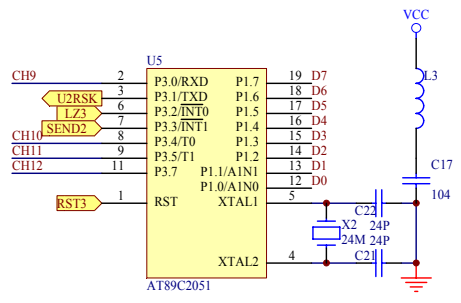 VCC
U5
CH9 2 P3.0/RXD P1.7 19 D7
U2RSK 3 P3.1/TXD P1.6 18 D6
LZ3 6 P3.2/INT0 P1.5 17 D5
SEND2 7 P3.3/INT1 P1.4 16 D4
CH10 8 P3.4/T0 P1.3 15 D3
CH11 9 P3.5/T1 P1.2 14 D2
CH12 11 P3.7 P1.1/A1N1 13 D1
P1.0/A1N0 12 D0
RST3 1 RST XTAL1 5
XTAL2 4
AT89C2051
L3
C17
104
C22
24P
X2
24M
24P
C21